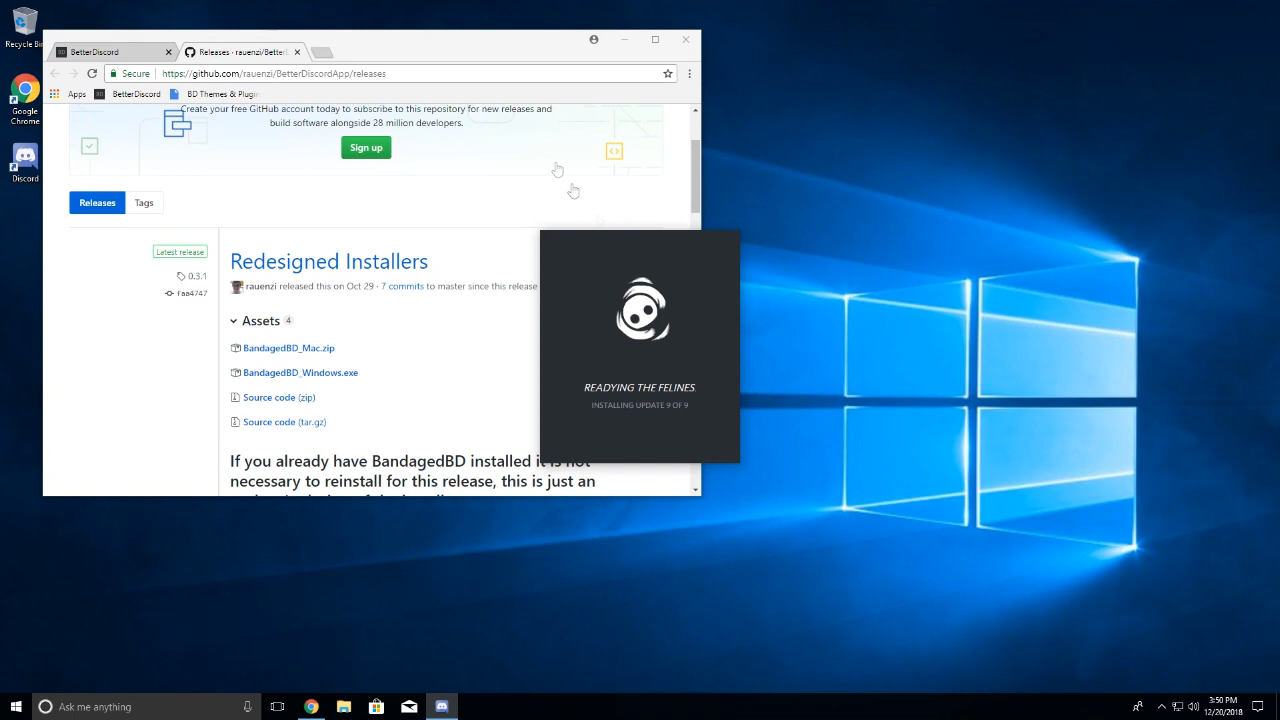 Recycle Bin
Google
Chrome
Discord
BD BetterDiscord
Releases · rauenzi/BetterD
Secure
https://github.com/rauenzi/BetterDiscordApp/releases
Apps
BD BetterDiscord
BD Themes & Plugin
Create your free GitHub account today to subscribe to this repository for new releases and
build software alongside 28 million developers.
Sign up
Releases
Tags
Latest release
0.3.1
faa4747
Redesigned Installers
rauenzi released this on Oct 29 · 7 commits to master since this release
Assets 4
BandagedBD_Mac.zip
BandagedBD_Windows.exe
Source code (zip)
Source code (tar.gz)
If you already have BandagedBD installed it is not
necessary to reinstall for this release, this is just an
READYING THE FELINES.
INSTALLING UPDATE 9 OF 9
Ask me anything
3:50 PM
12/20/2018